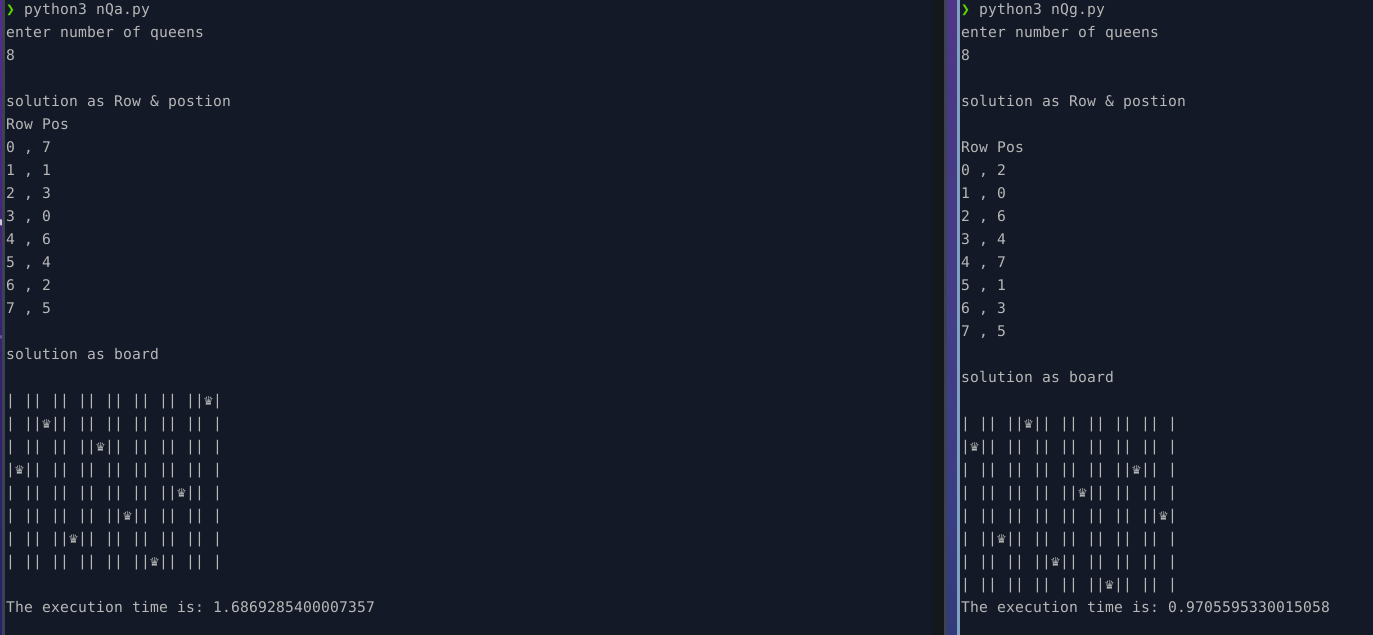 ❯ python3 nQa.py
enter number of queens
8
solution as Row & postion
Row Pos
0 , 7
1 , 1
2 , 3
3 , 0
4 , 6
5 , 4
6 , 2
7 , 5
solution as board
| || || || || || || ||♛|
| ||♛|| || || || || || |
| || || ||♛|| || || || |
|♛|| || || || || || || |
| || || || || || ||♛|| |
| || || || ||♛|| || || |
| || ||♛|| || || || || |
| || || || || ||♛|| || |
The execution time is: 1.6869285400007357
❯ python3 nQg.py
enter number of queens
8
solution as Row & postion
Row Pos
0 , 2
1 , 0
2 , 6
3 , 4
4 , 7
5 , 1
6 , 3
7 , 5
solution as board
| || ||♛|| || || || || |
|♛|| || || || || || || |
| || || || || || ||♛|| |
| || || || ||♛|| || || |
| || || || || || || ||♛|
| ||♛|| || || || || || |
| || || ||♛|| || || || |
| || || || || ||♛|| || |
The execution time is: 0.9705595330015058